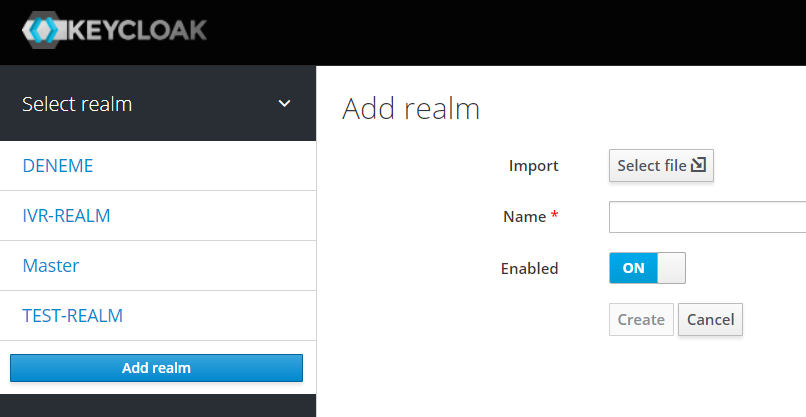 KEYCLOAK
Select realm
DENEME
IVR-REALM
Master
TEST-REALM
Add realm
Add realm
Import Select file
Name *
Enabled ON
Create Cancel